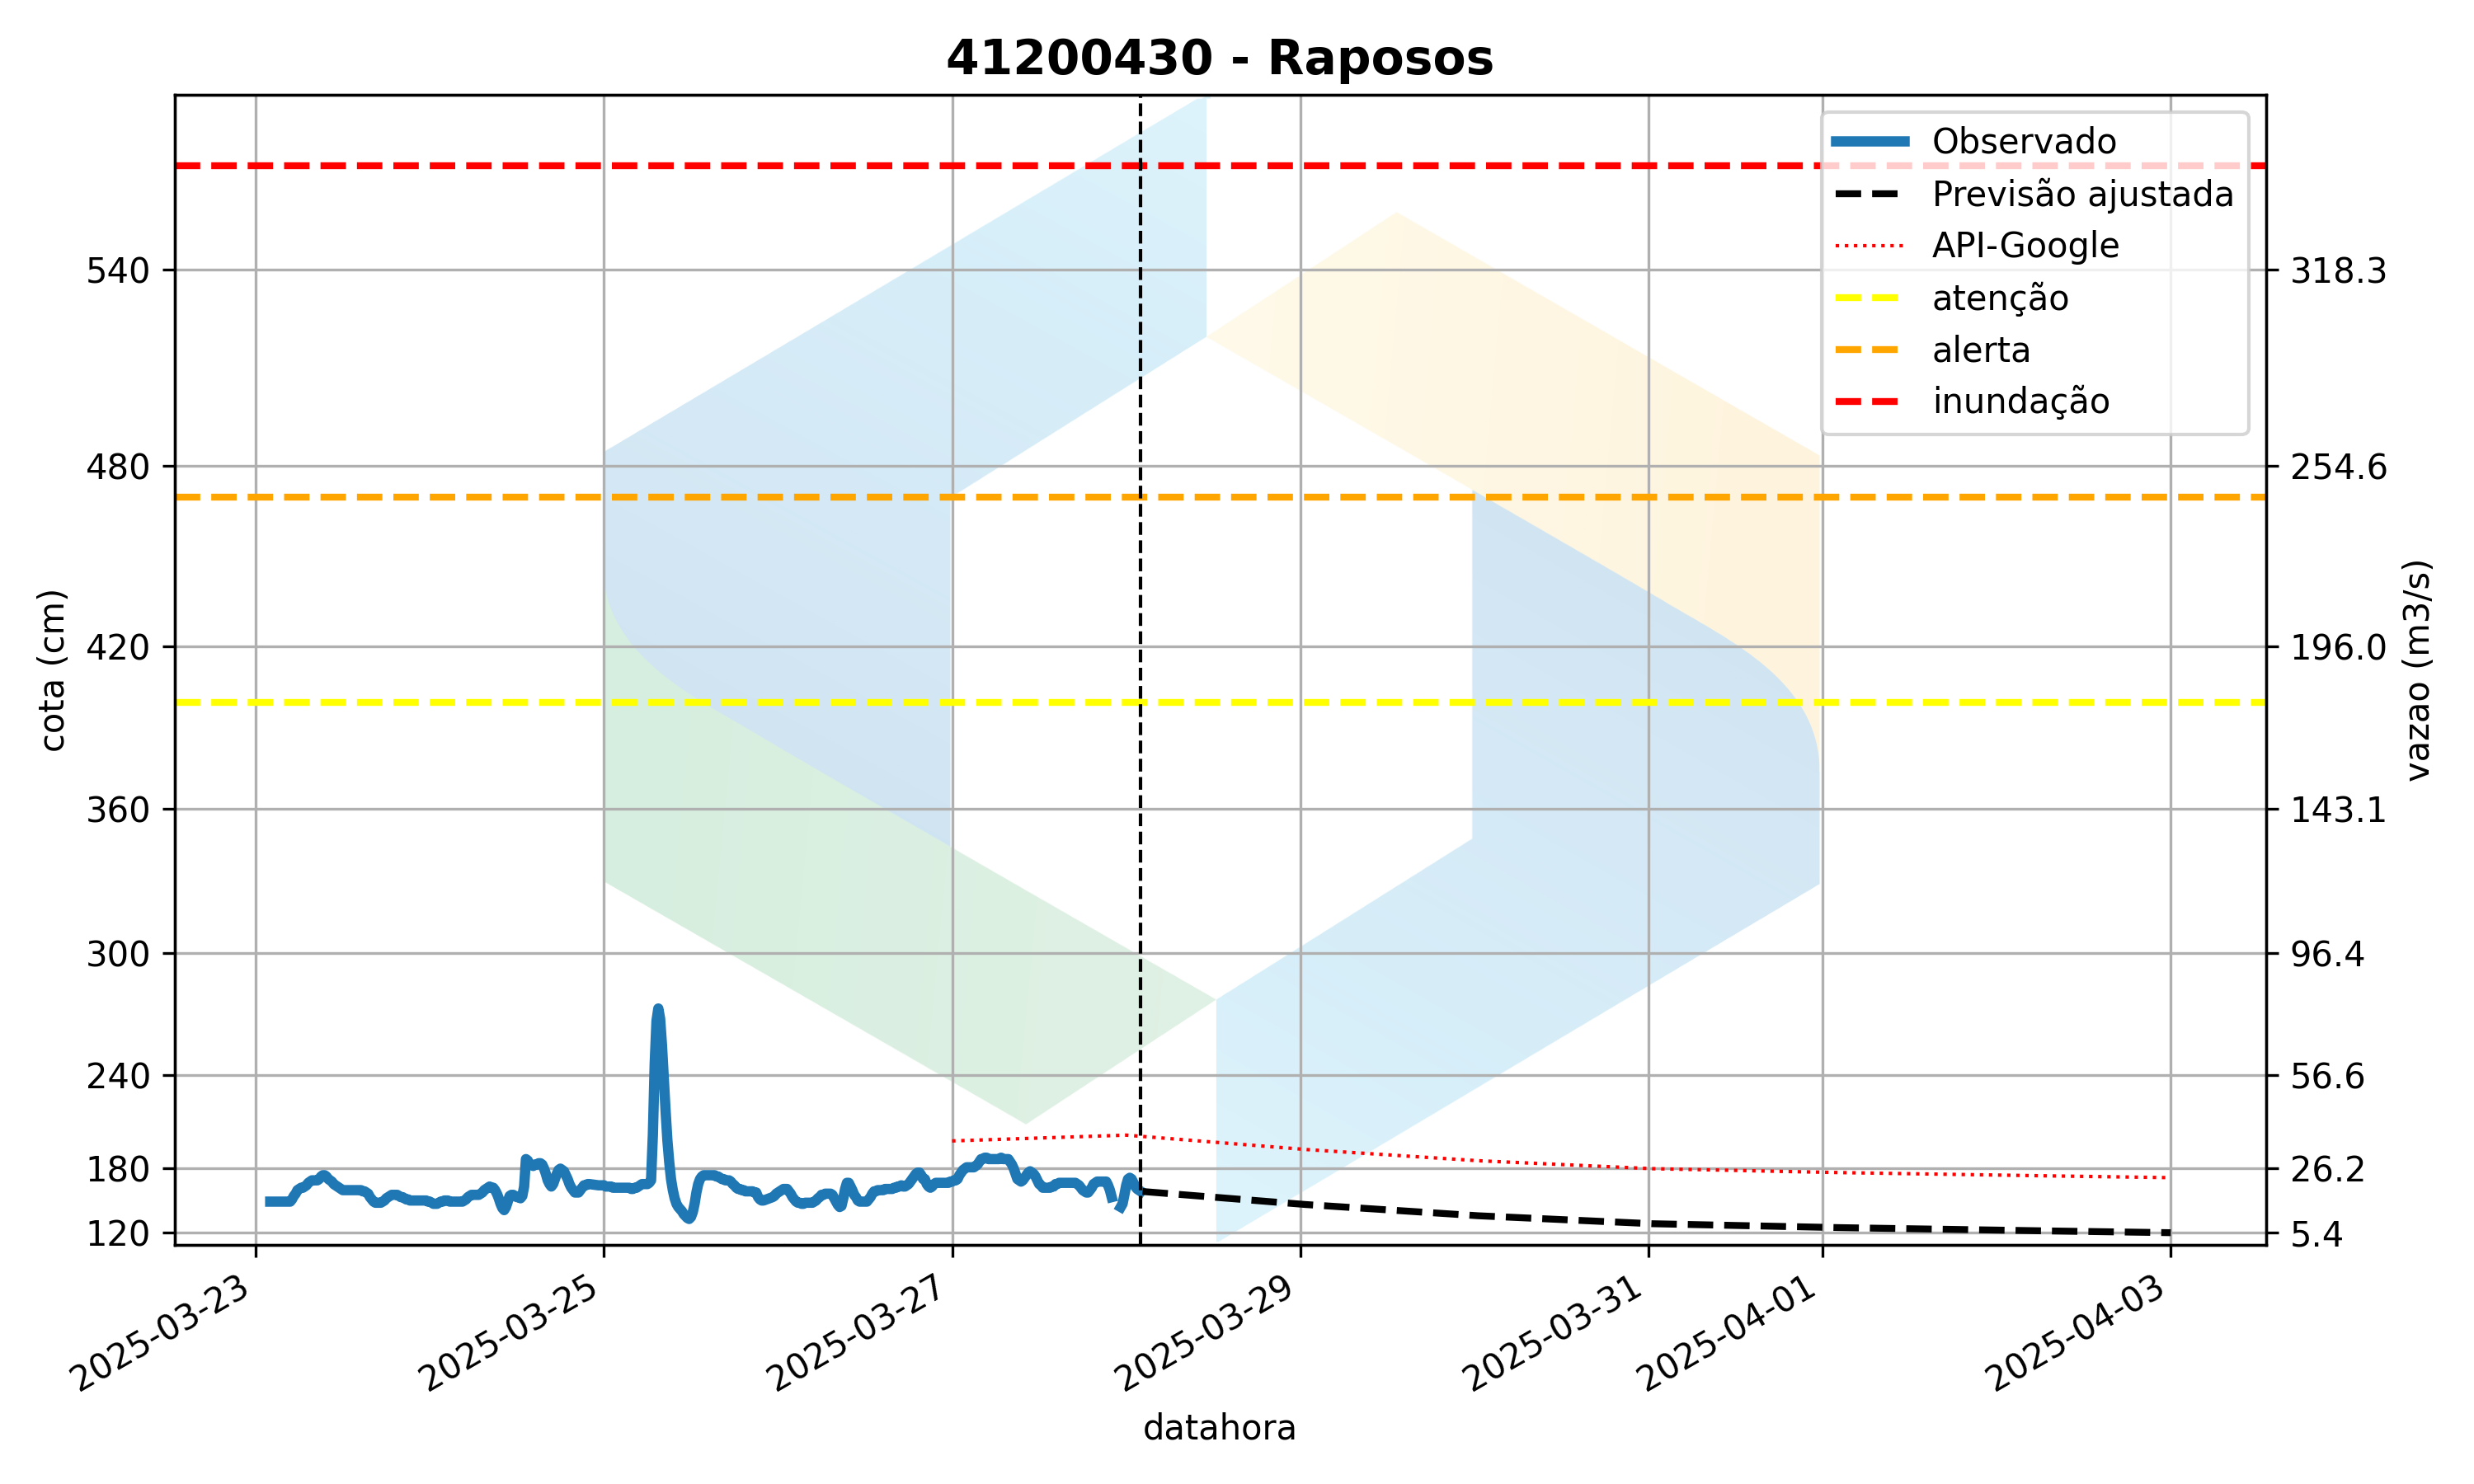 41200430 - Raposos
Observado
Previsão ajustada
API-Google
atenção
alerta
inundação
540
480
420
360
300
240
180
120
cota (cm)
318.3
254.6
196.0
143.1
96.4
56.6
26.2
5.4
vazao (m3/s)
2025-03-23
2025-03-25
2025-03-27
2025-03-29
2025-03-31
2025-04-01
2025-04-03
datahora